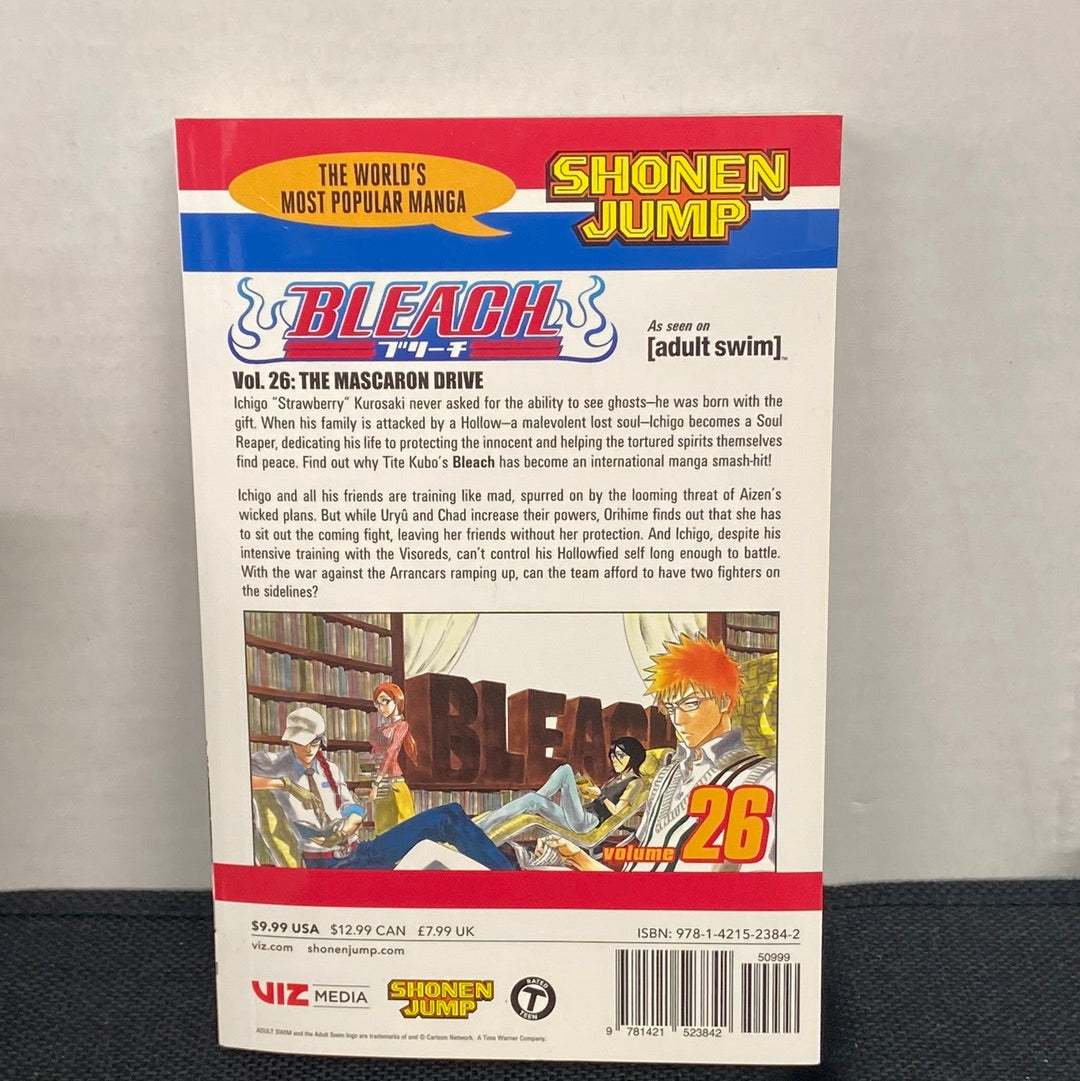 THE WORLD'S
MOST POPULAR MANGA
SHONEN
JUMP
BLEACH
ブリーチ
As seen on
[adult swim]™
Vol. 26: THE MASCARON DRIVE
Ichigo "Strawberry" Kurosaki never asked for the ability to see ghosts—he was born with the
gift. When his family is attacked by a Hollow—a malevolent lost soul—Ichigo becomes a Soul
Reaper, dedicating his life to protecting the innocent and helping the tortured spirits themselves
find peace. Find out why Tite Kubo's Bleach has become an international manga smash-hit!
Ichigo and all his friends are training like mad, spurred on by the looming threat of Aizen's
wicked plans. But while Uryû and Chad increase their powers, Orihime finds out that she has
to sit out the coming fight, leaving her friends without her protection. And Ichigo, despite his
intensive training with the Visoreds, can't control his Hollowfied self long enough to battle.
With the war against the Arrancars ramping up, can the team afford to have two fighters on
the sidelines?
BLEACH
volume 26
$9.99 USA $12.99 CAN £7.99 UK
viz.com shonenjump.com
ISBN: 978-1-4215-2384-2
50999
VIZ MEDIA
SHONEN
JUMP
RATED
T
TEEN
9 781421 523842
ADULT SWIM and the Adult Swim logo are trademarks of and © Cartoon Network. A Time Warner Company.